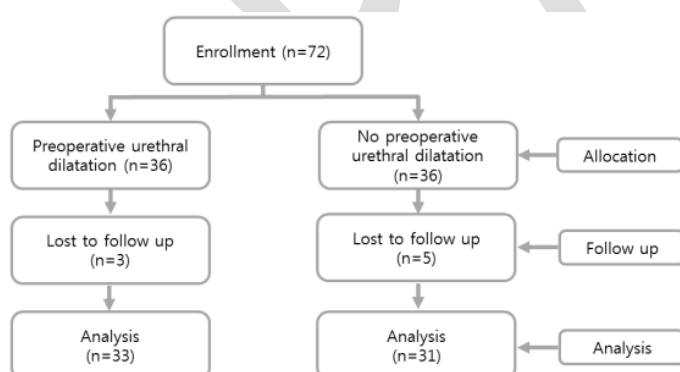 Enrollment (n=72)
Preoperative urethral
dilatation (n=36)
No preoperative
urethral dilatation
(n=36)
Allocation
Lost to follow up
(n=3)
Lost to follow up
(n=5)
Follow up
Analysis
(n=33)
Analysis
(n=31)
Analysis